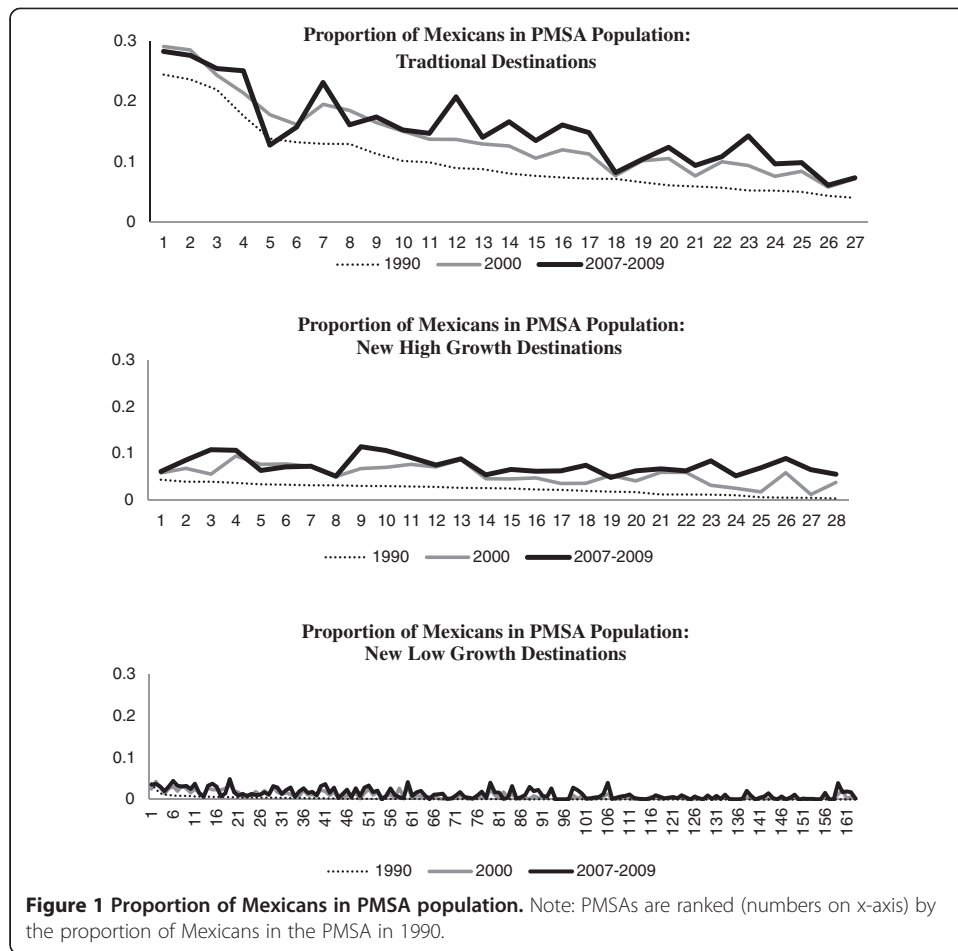 Proportion of Mexicans in PMSA Population:
Tradtional Destinations
0.3
0.2
0.1
0
1 2 3 4 5 6 7 8 9 10 11 12 13 14 15 16 17 18 19 20 21 22 23 24 25 26 27
1990 2000 2007-2009
Proportion of Mexicans in PMSA Population:
New High Growth Destinations
0.3
0.2
0.1
0
1 2 3 4 5 6 7 8 9 10 11 12 13 14 15 16 17 18 19 20 21 22 23 24 25 26 27 28
1990 2000 2007-2009
Proportion of Mexicans in PMSA Population:
New Low Growth Destinations
0.3
0.2
0.1
0
1 6 11 16 21 26 31 36 41 46 51 56 61 66 71 76 81 86 91 96 101 106 111 116 121 126 131 136 141 146 151 156 161
1990 2000 2007-2009
Figure 1 Proportion of Mexicans in PMSA population. Note: PMSAs are ranked (numbers on x-axis) by
the proportion of Mexicans in the PMSA in 1990.